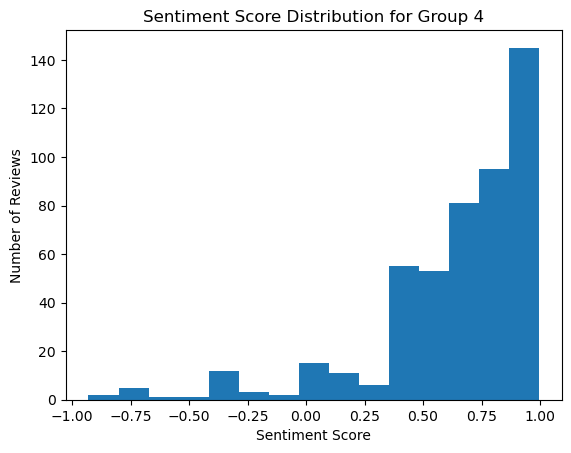 Sentiment Score Distribution for Group 4
Number of Reviews
140
120
100
80
60
40
20
0
−1.00 −0.75 −0.50 −0.25 0.00 0.25 0.50 0.75 1.00
Sentiment Score